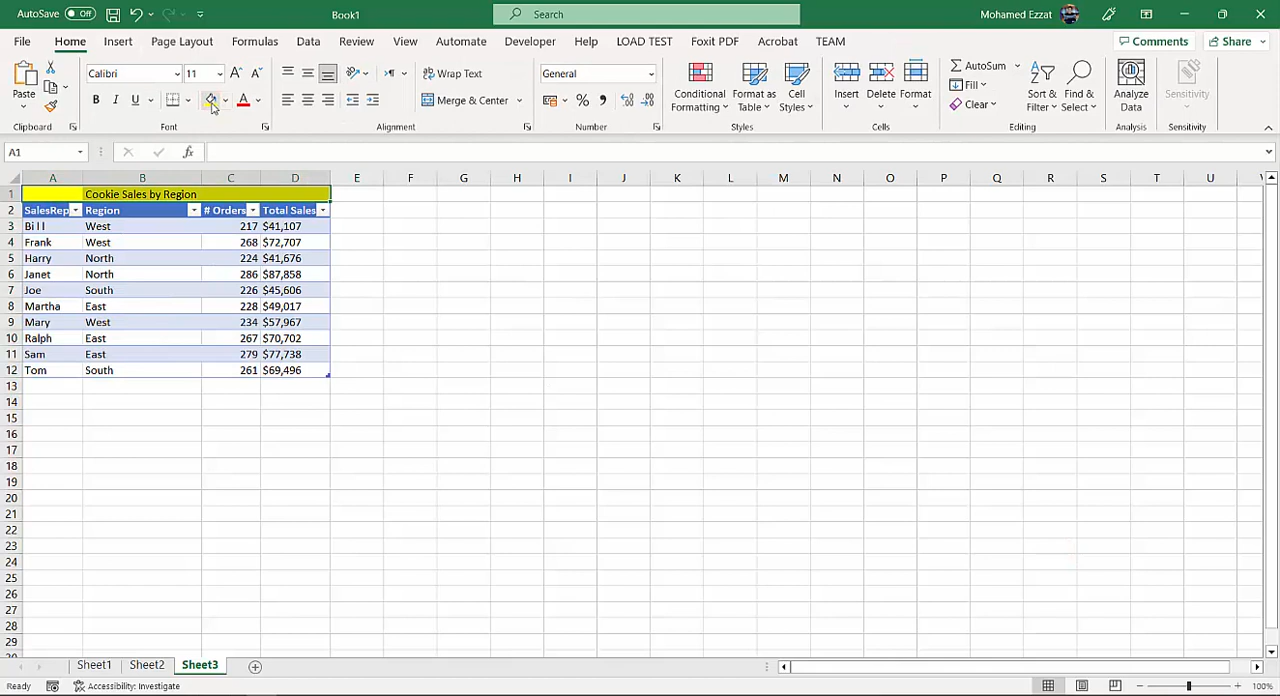 AutoSave Off Book1 Search Mohamed Ezzat
File Home Insert Page Layout Formulas Data Review View Automate Developer Help LOAD TEST Foxit PDF Acrobat TEAM Comments Share
Paste Calibri 11 A A Wrap Text General Conditional Formatting Format as Table Cell Styles Insert Delete Format AutoSum Fill Clear Sort & Filter Find & Select Analyze Data Sensitivity
B I U A Merge & Center % 9
Clipboard Font Alignment Number Styles Cells Editing Analysis Sensitivity
A1 fx
A B C D E F G H I J K L M N O P Q R S T U
1 Cookie Sales by Region
2 SalesRep Region # Orders Total Sales
3 Bill West 217 $41,107
4 Frank West 268 $72,707
5 Harry North 224 $41,676
6 Janet North 286 $87,858
7 Joe South 226 $45,606
8 Martha East 228 $49,017
9 Mary West 234 $57,967
10 Ralph East 267 $70,702
11 Sam East 279 $77,738
12 Tom South 261 $69,496
13
14
15
16
17
18
19
20
21
22
23
24
25
26
27
28
29
Sheet1 Sheet2 Sheet3
Ready Accessibility: Investigate 100%